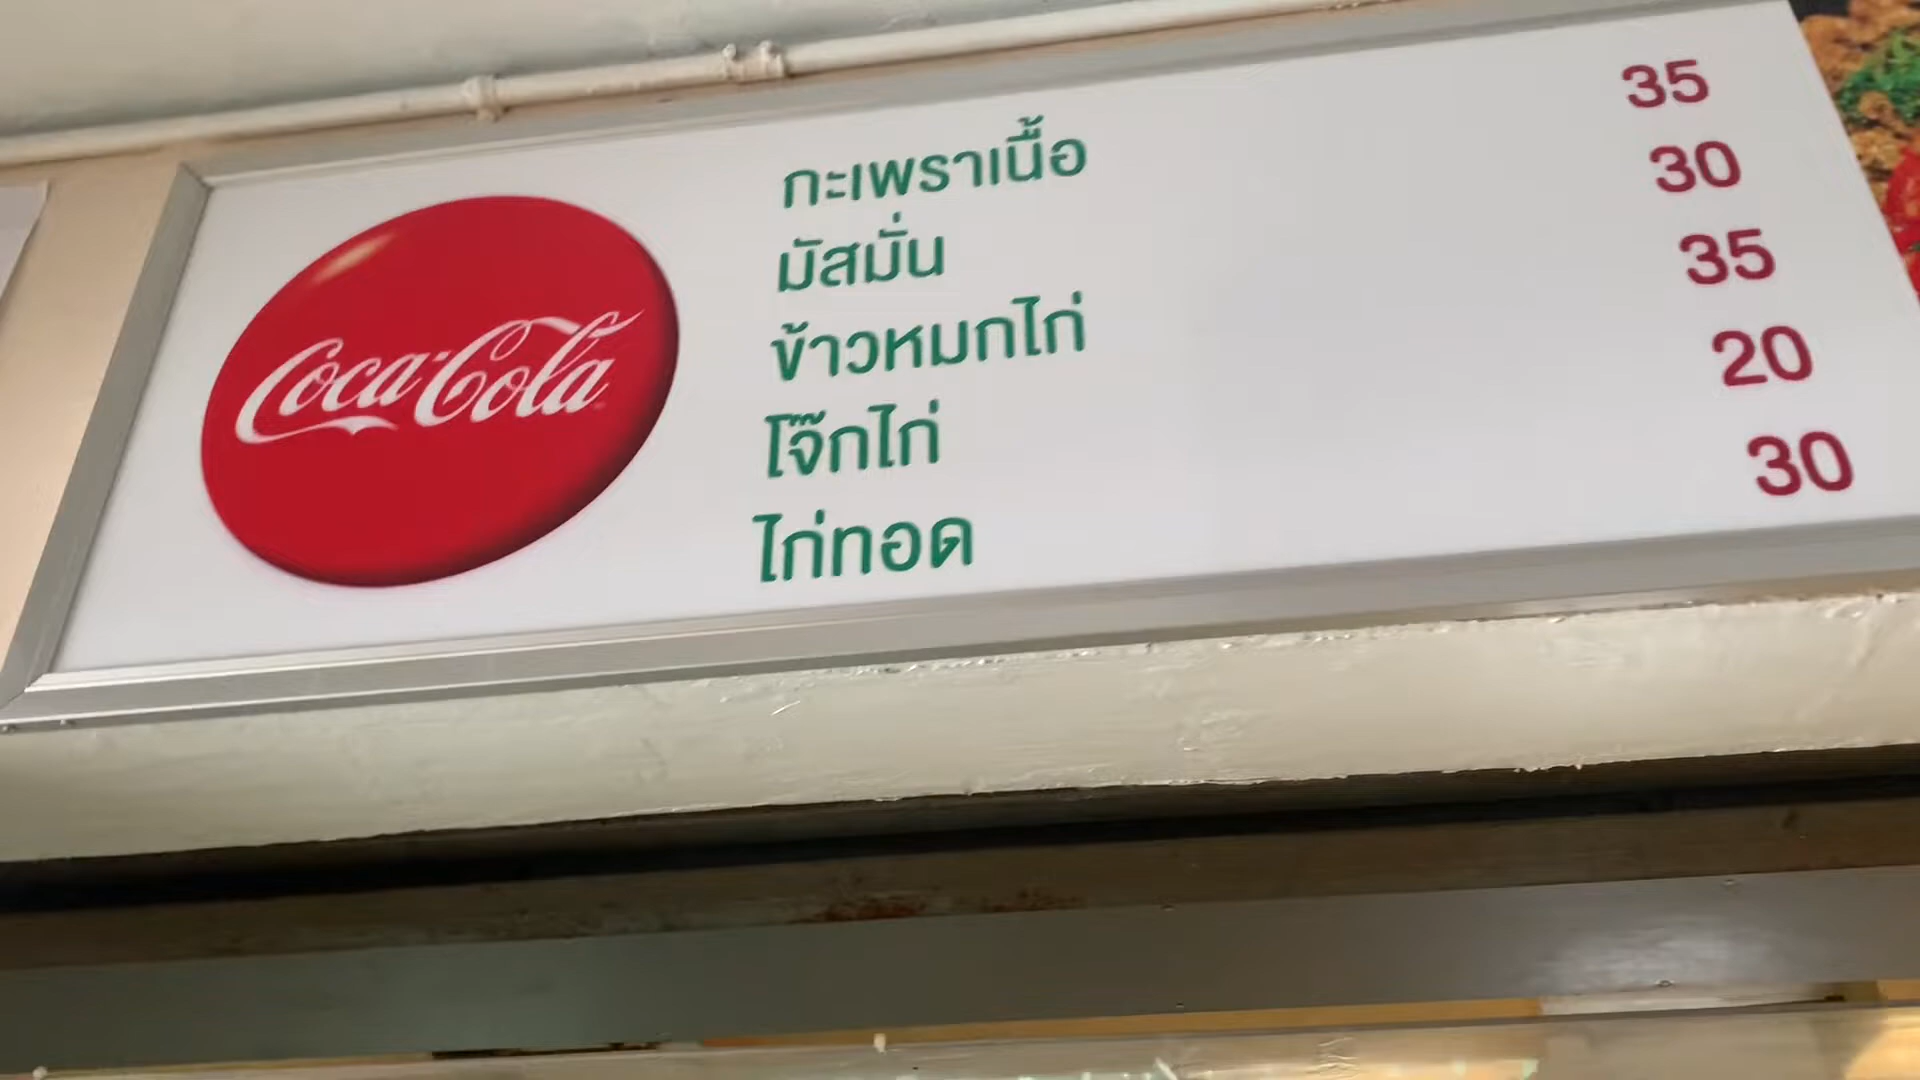 Coca-Cola
กะเพราเนื้อ 35
มัสมั่น 30
ข้าวหมกไก่ 35
โจ๊กไก่ 20
ไก่ทอด 30